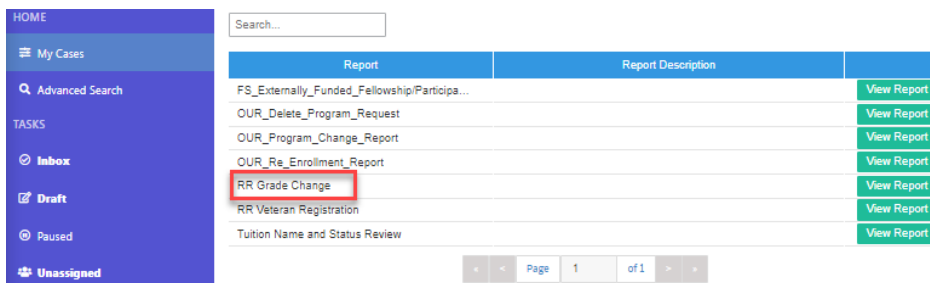 HOME
My Cases
Advanced Search
TASKS
Inbox
Draft
Paused
Unassigned
Search...
Report Report Description
FS_Externally_Funded_Fellowship/Participa... View Report
OUR_Delete_Program_Request View Report
OUR_Program_Change_Report View Report
OUR_Re_Enrollment_Report View Report
RR Grade Change View Report
RR Veteran Registration View Report
Tuition Name and Status Review View Report
« < Page 1 of 1 > »